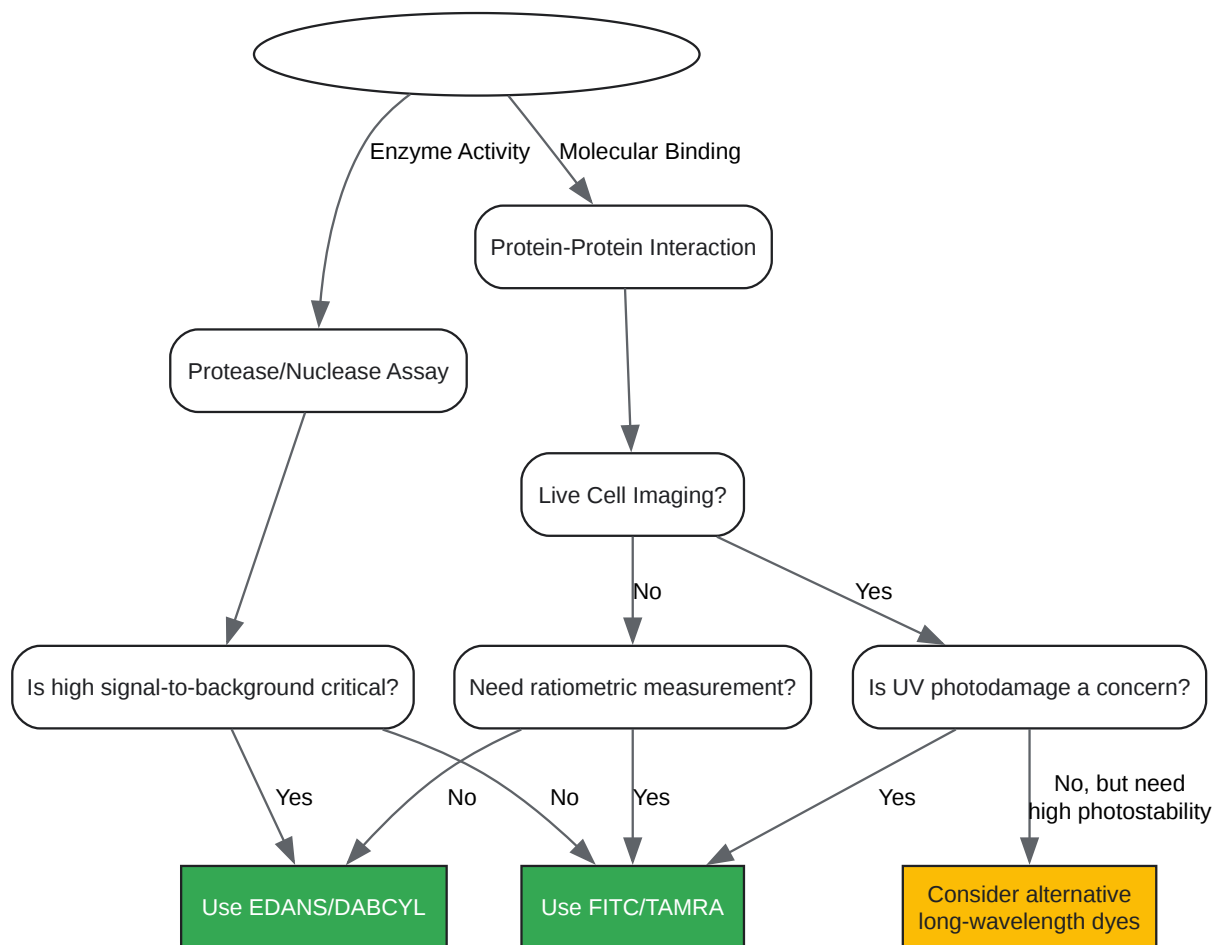 Enzyme Activity
Molecular Binding
Protein-Protein Interaction
Protease/Nuclease Assay
Live Cell Imaging?
No
Yes
Is high signal-to-background critical?
Need ratiometric measurement?
Is UV photodamage a concern?
Yes
No
No
Yes
Yes
No, but need
high photostability
Use EDANS/DABCYL
Use FITC/TAMRA
Consider alternative
long-wavelength dyes